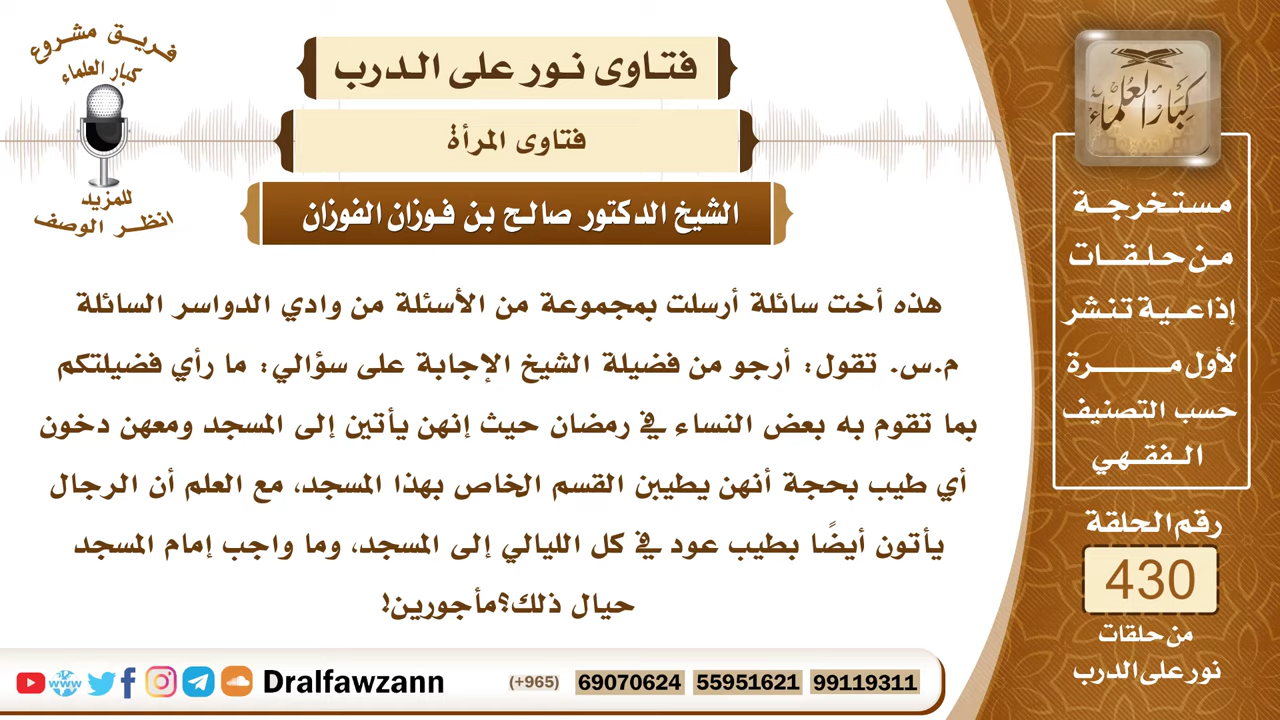 فريق مشروع
كبار العلماء
للمزيد
انظر الوصف
فتاوى نور على الدرب
فتاوى المرأة
الشيخ الدكتور صالح بن فوزان الفوزان
هذه أخت سائلة أرسلت بمجموعة من الأسئلة من وادي الدواسر السائلة
م.س. تقول: أرجو من فضيلة الشيخ الإجابة على سؤالي: ما رأي فضيلتكم
بما تقوم به بعض النساء في رمضان حيث إنهن يأتين إلى المسجد ومعهن دخون
أي طيب بحجة أنهن يطيبن القسم الخاص بهذا المسجد، مع العلم أن الرجال
يأتون أيضًا بطيب عود في كل الليالي إلى المسجد، وما واجب إمام المسجد
حيال ذلك؟مأجورين!
كبار العلماء
مستخرجة
من حلقات
إذاعية تنشر
لأول مرة
حسب التصنيف
الفقهي
رقم الحلقة
430
من حلقات
نور على الدرب
www
Dralfawzann
(+965) 69070624 55951621 99119311